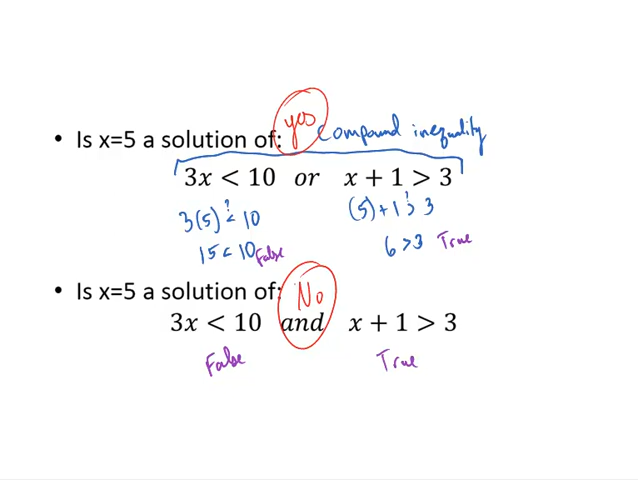 yes
• Is x=5 a solution of: compound inequality
3x < 10 or x + 1 > 3
3(5) ?< 10 (5)+1 ?> 3
15 < 10 False 6 > 3 True
• Is x=5 a solution of: No
3x < 10 and x + 1 > 3
False True